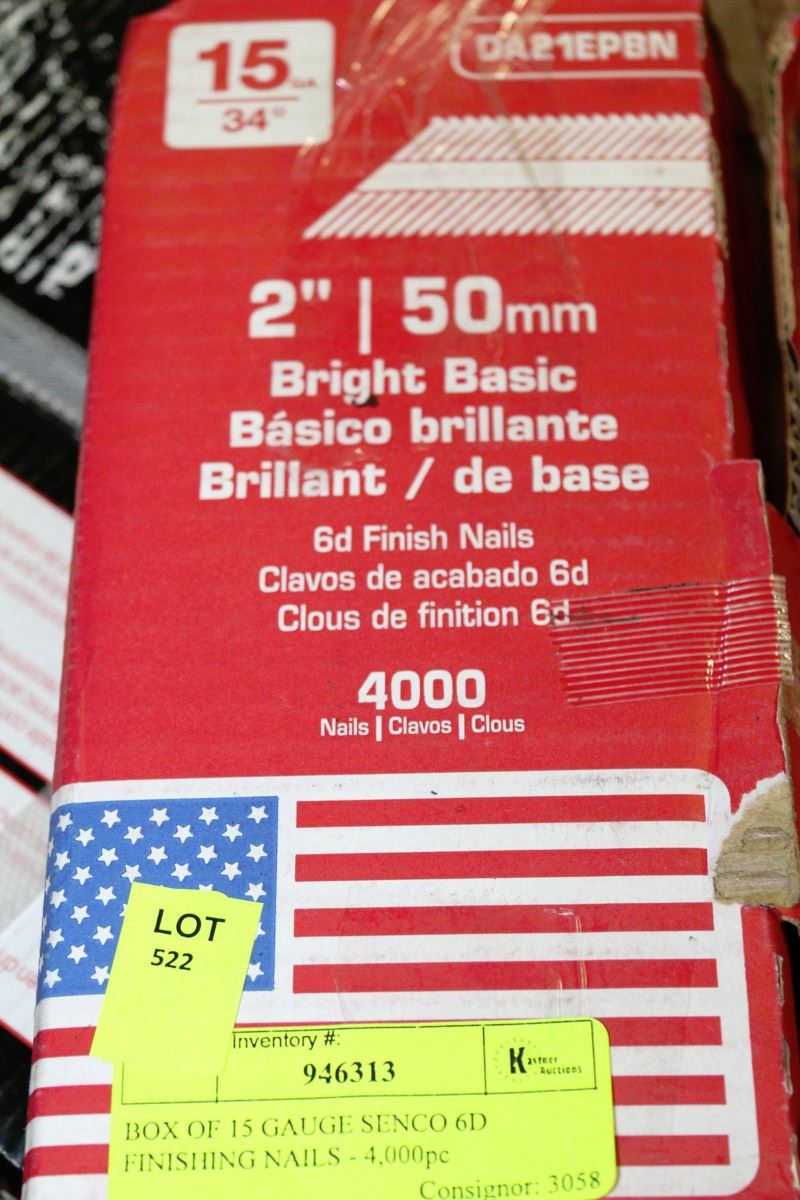 15 GA
34°
DA21EPBN
2" | 50mm
Bright Basic
Básico brillante
Brillant / de base
6d Finish Nails
Clavos de acabado 6d
Clous de finition 6d
4000
Nails | Clavos | Clous
LOT
522
Inventory #:
946313
Kastner
Auctions
BOX OF 15 GAUGE SENCO 6D
FINISHING NAILS - 4,000pc
Consignor: 3058